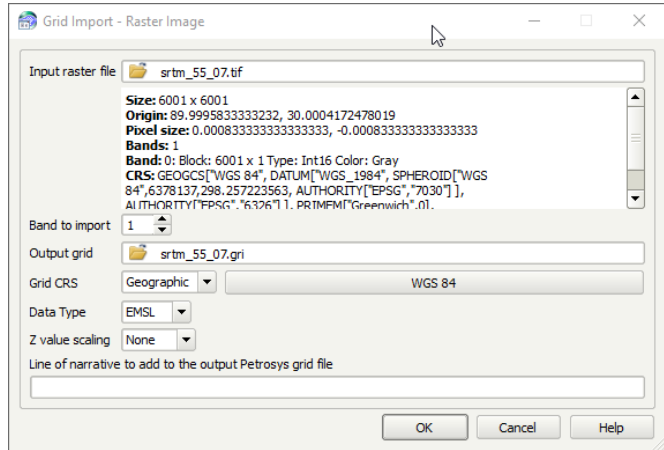 Grid Import - Raster Image
Input raster file srtm_55_07.tif
Size: 6001 x 6001
Origin: 89.9995833333232, 30.0004172478019
Pixel size: 0.000833333333333333, -0.000833333333333333
Bands: 1
Band: 0: Block: 6001 x 1 Type: Int16 Color: Gray
CRS: GEOGCS["WGS 84", DATUM["WGS_1984", SPHEROID["WGS
84",6378137,298.257223563, AUTHORITY["EPSG","7030"] ],
AUTHORITY["EPSG","6326"] ], PRIMEM["Greenwich",0],
Band to import 1
Output grid srtm_55_07.gri
Grid CRS Geographic WGS 84
Data Type EMSL
Z value scaling None
Line of narrative to add to the output Petrosys grid file
OK Cancel Help